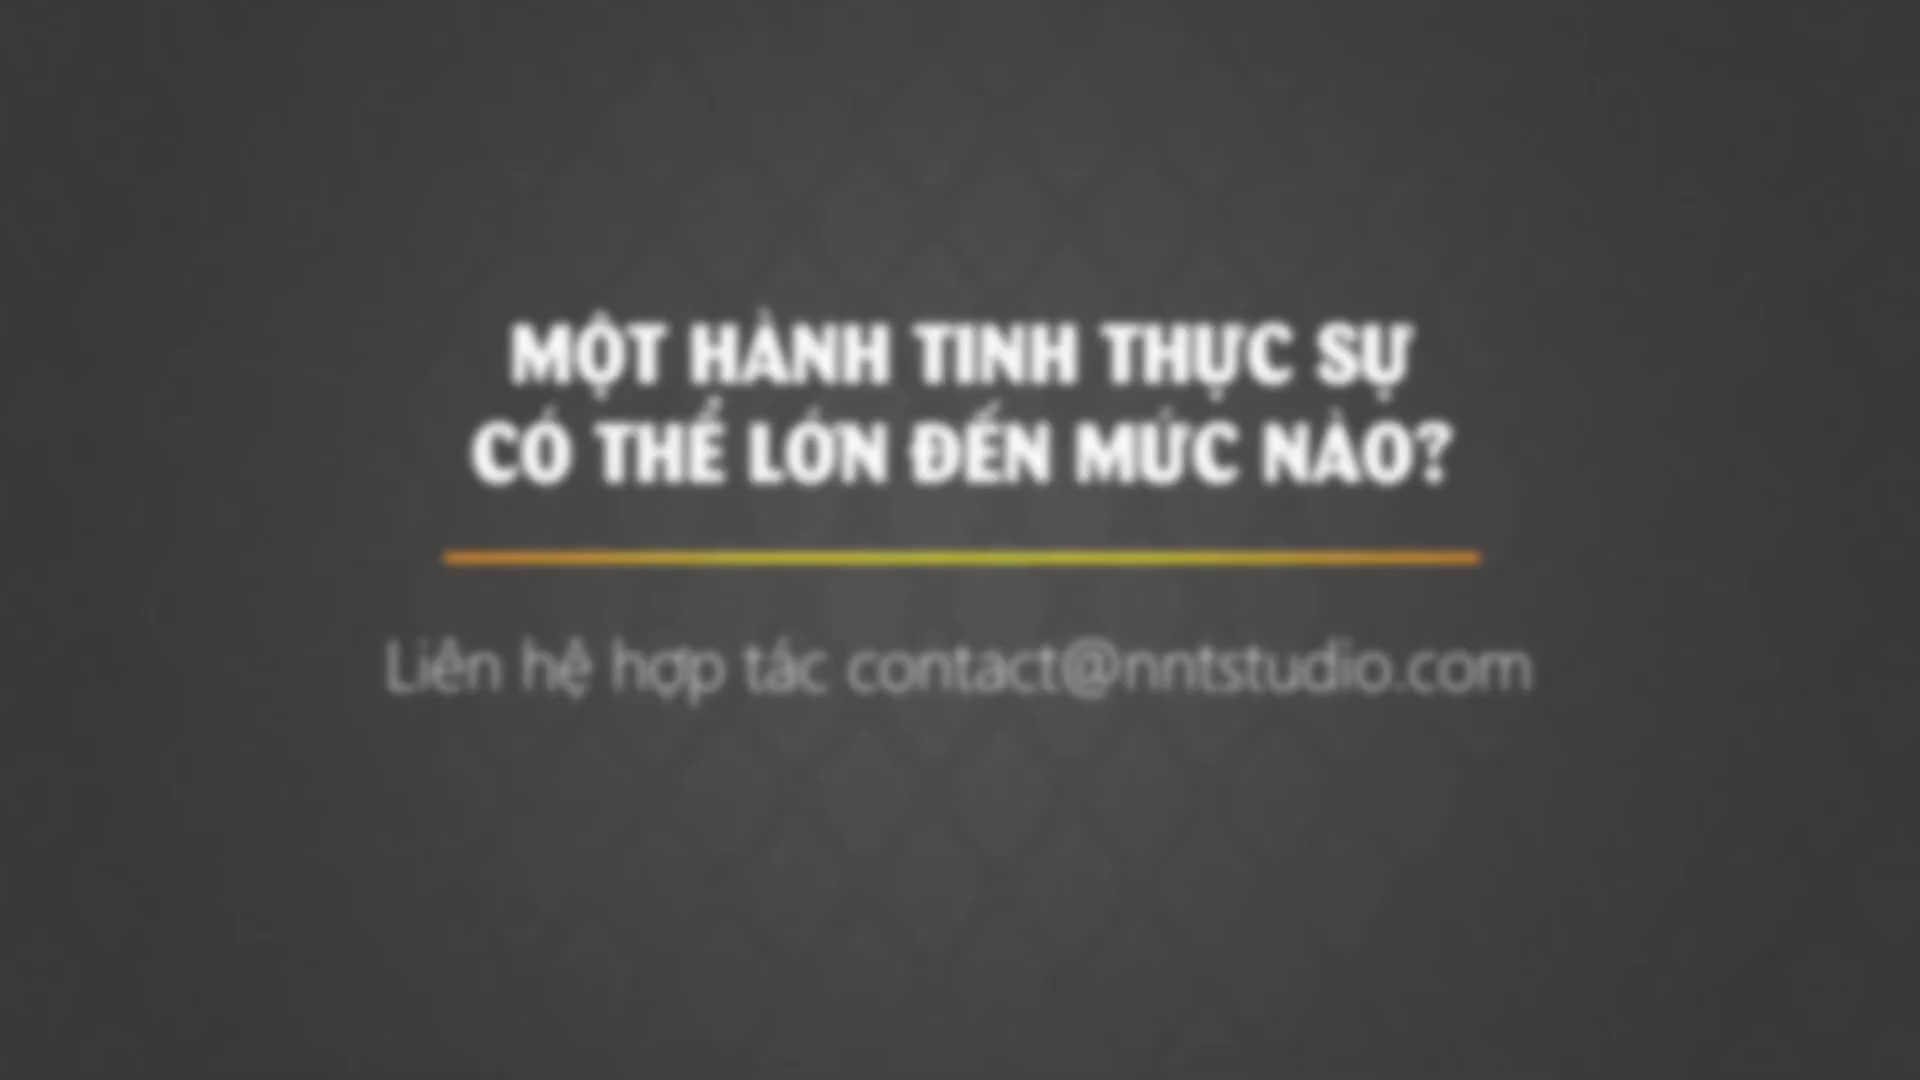 MỘT HÀNH TINH THỰC SỰ
CÓ THỂ LỚN ĐẾN MỨC NÀO?
Liên hệ hợp tác contact@nntstudio.com